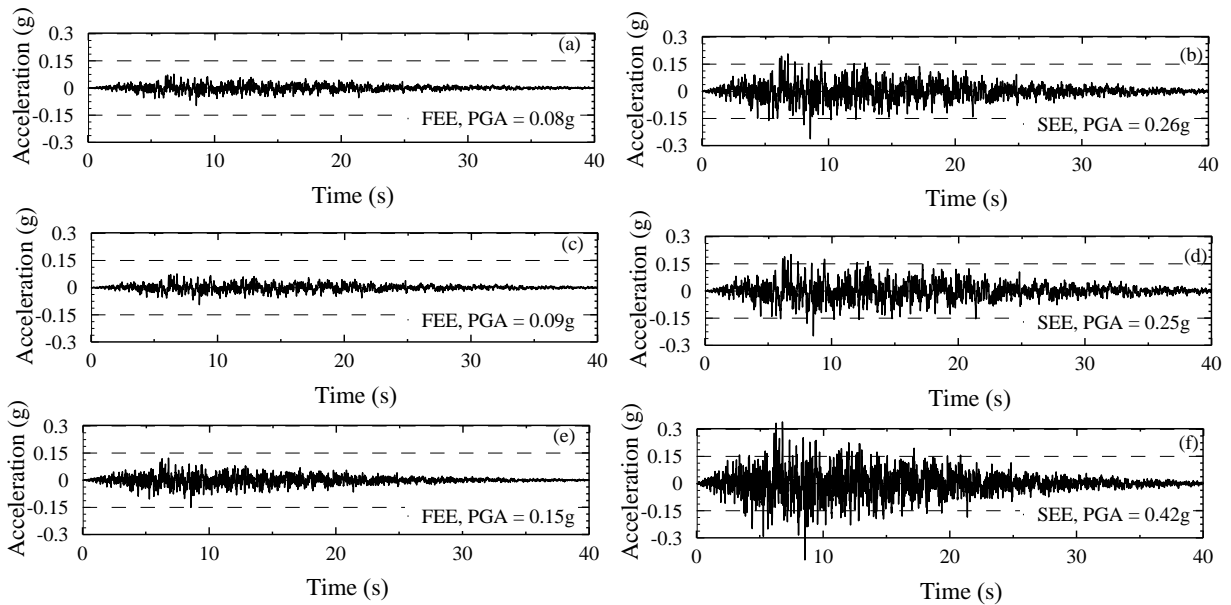 Acceleration (g)
0.3
0.15
0
-0.15
-0.3
(a)
FEE, PGA = 0.08g
0 10 20 30 40
Time (s)
Acceleration (g)
0.3
0.15
0
-0.15
-0.3
(b)
SEE, PGA = 0.26g
0 10 20 30 40
Time (s)
Acceleration (g)
0.3
0.15
0
-0.15
-0.3
(c)
FEE, PGA = 0.09g
0 10 20 30 40
Time (s)
Acceleration (g)
0.3
0.15
0
-0.15
-0.3
(d)
SEE, PGA = 0.25g
0 10 20 30 40
Time (s)
Acceleration (g)
0.3
0.15
0
-0.15
-0.3
(e)
FEE, PGA = 0.15g
0 10 20 30 40
Time (s)
Acceleration (g)
0.3
0.15
0
-0.15
-0.3
(f)
SEE, PGA = 0.42g
0 10 20 30 40
Time (s)